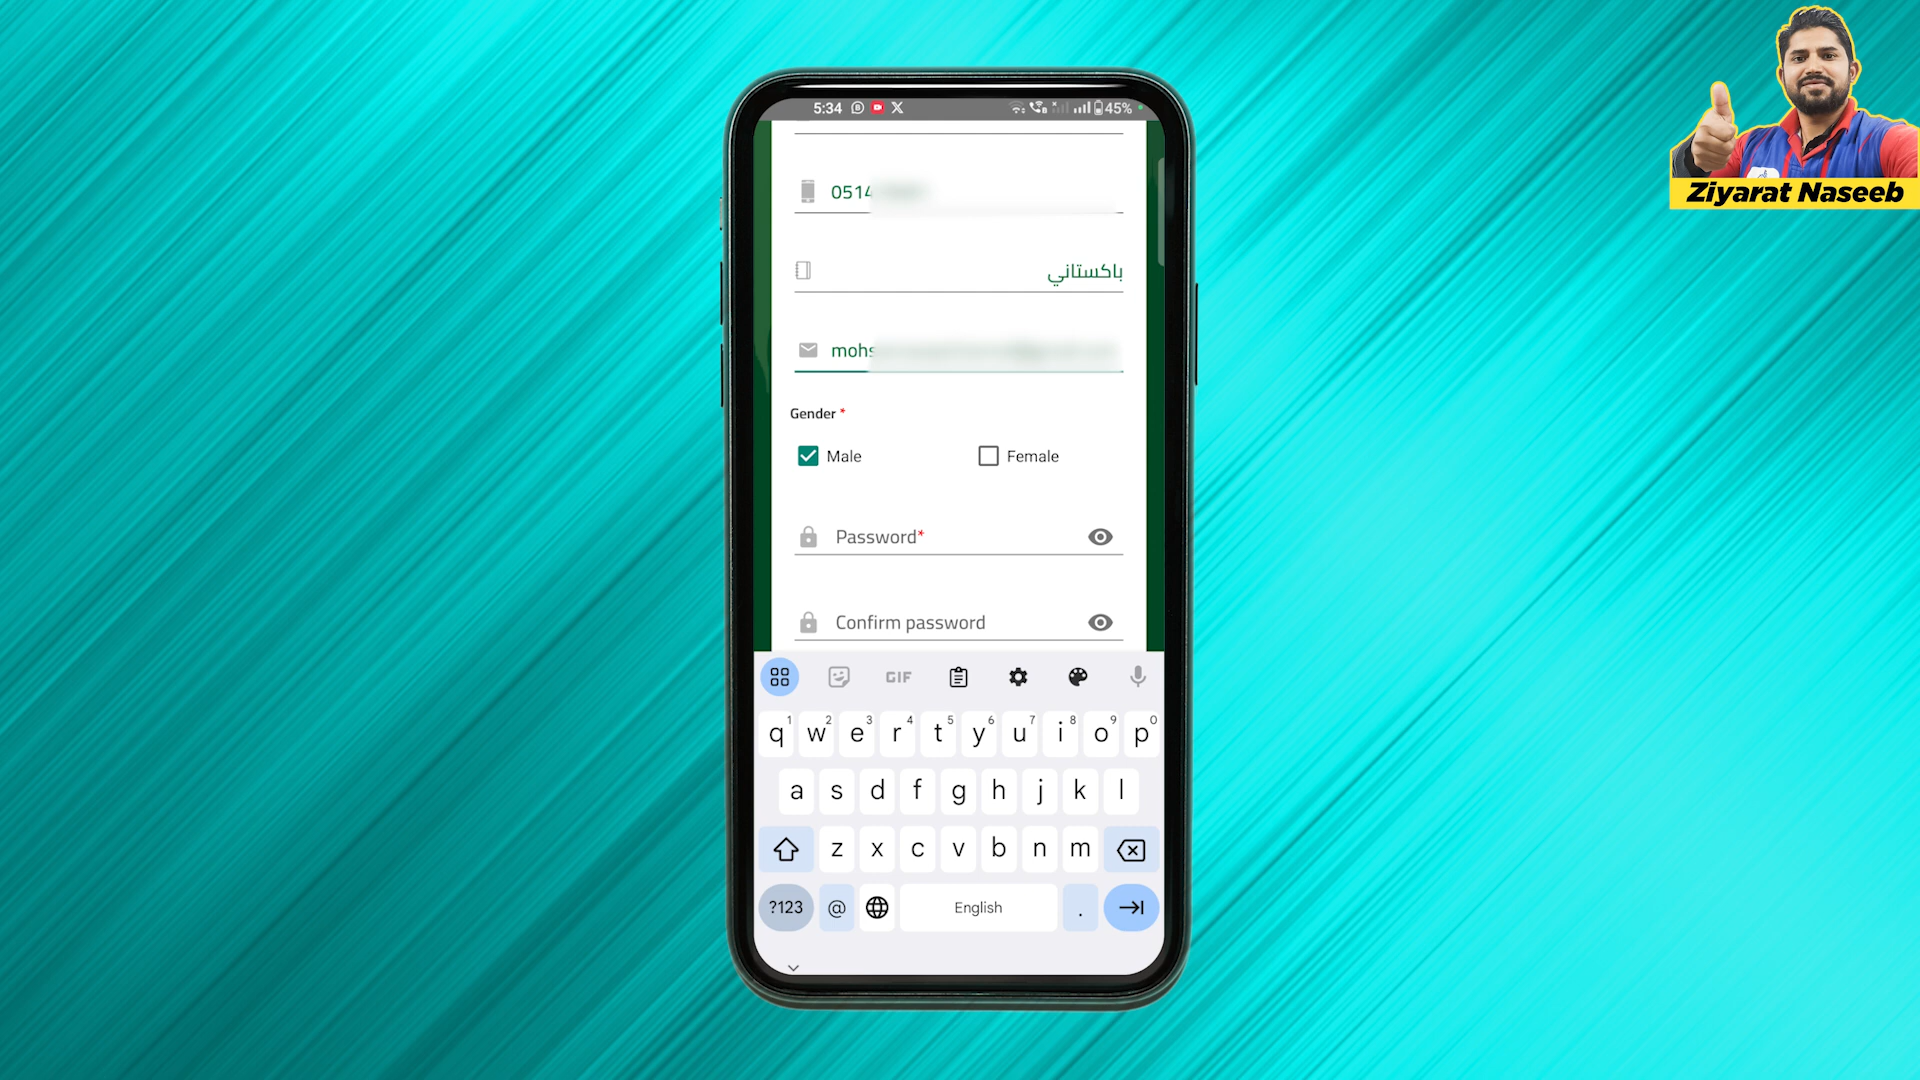 5:34
45%
0514
باكستاني
mohs
Gender *
Male
Female
Password*
Confirm password
GIF
q1 w2 e3 r4 t5 y6 u7 i8 o9 p0
a s d f g h j k l
z x c v b n m
?123 @ English .
Ziyarat Naseeb